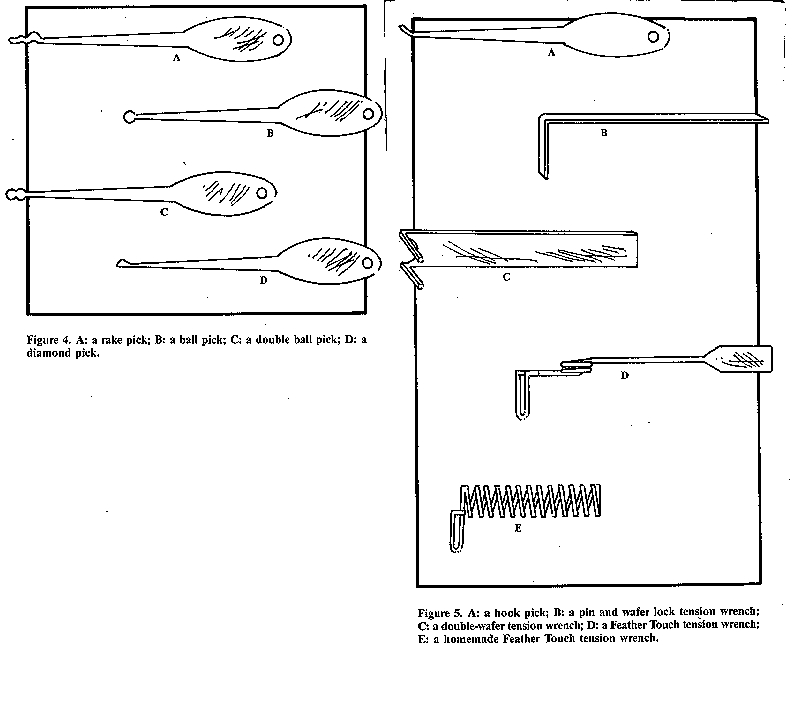 A
B
C
D
Figure 4. A: a rake pick; B: a ball pick; C: a double ball pick; D: a
diamond pick.
A
B
C
D
E
Figure 5. A: a hook pick; B: a pin and wafer lock tension wrench;
C: a double-wafer tension wrench; D: a Feather Touch tension wrench;
E: a homemade Feather Touch tension wrench.